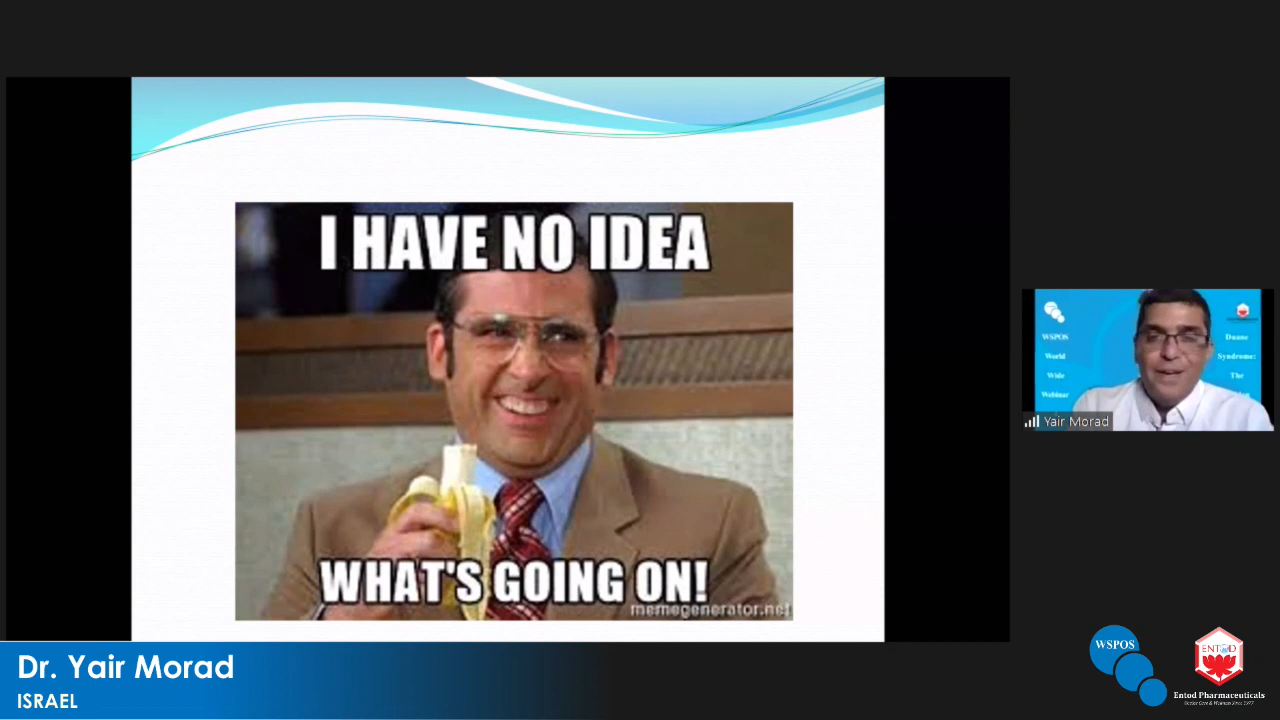 I HAVE NO IDEA
WHAT'S GOING ON!
memegenerator.net
WSPOS
World
Wide
Webinar
Duane
Syndrome:
The
Yair Morad
Dr. Yair Morad
ISRAEL
WSPOS
ENTOD
Entod Pharmaceuticals